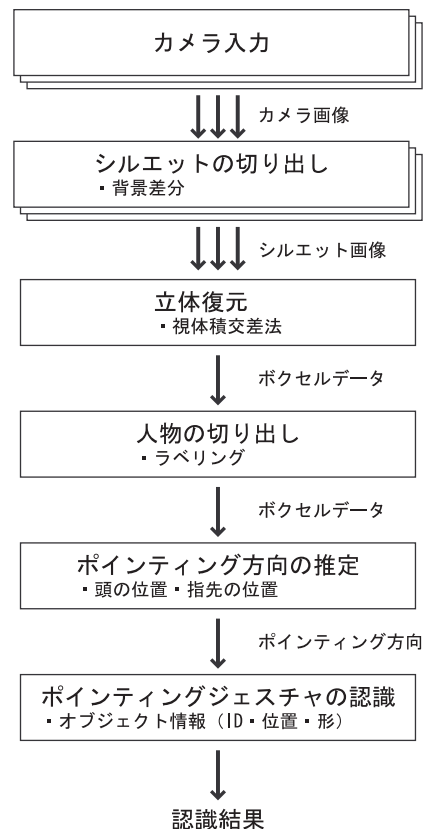 カメラ入力
カメラ画像
シルエットの切り出し
・背景差分
シルエット画像
立体復元
・視体積交差法
ボクセルデータ
人物の切り出し
・ラベリング
ボクセルデータ
ポインティング方向の推定
・頭の位置・指先の位置
ポインティング方向
ポインティングジェスチャの認識
・オブジェクト情報（ID・位置・形）
認識結果